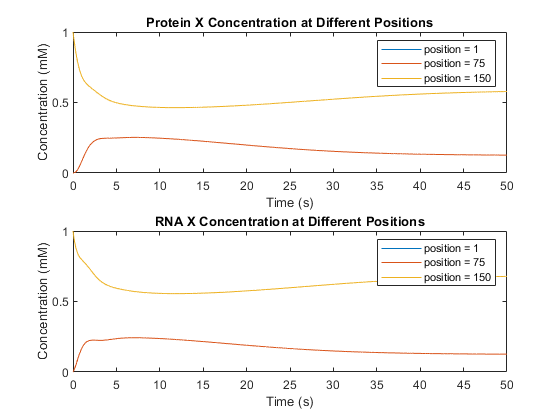 Protein X Concentration at Different Positions
1
0.5
0
Concentration (mM)
position = 1
position = 75
position = 150
0 5 10 15 20 25 30 35 40 45 50
Time (s)
RNA X Concentration at Different Positions
1
0.5
0
Concentration (mM)
position = 1
position = 75
position = 150
0 5 10 15 20 25 30 35 40 45 50
Time (s)